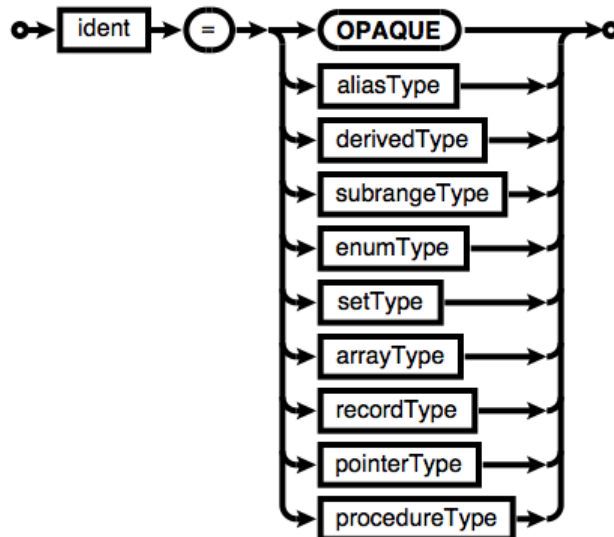 ident = OPAQUE
aliasType
derivedType
subrangeType
enumType
setType
arrayType
recordType
pointerType
procedureType